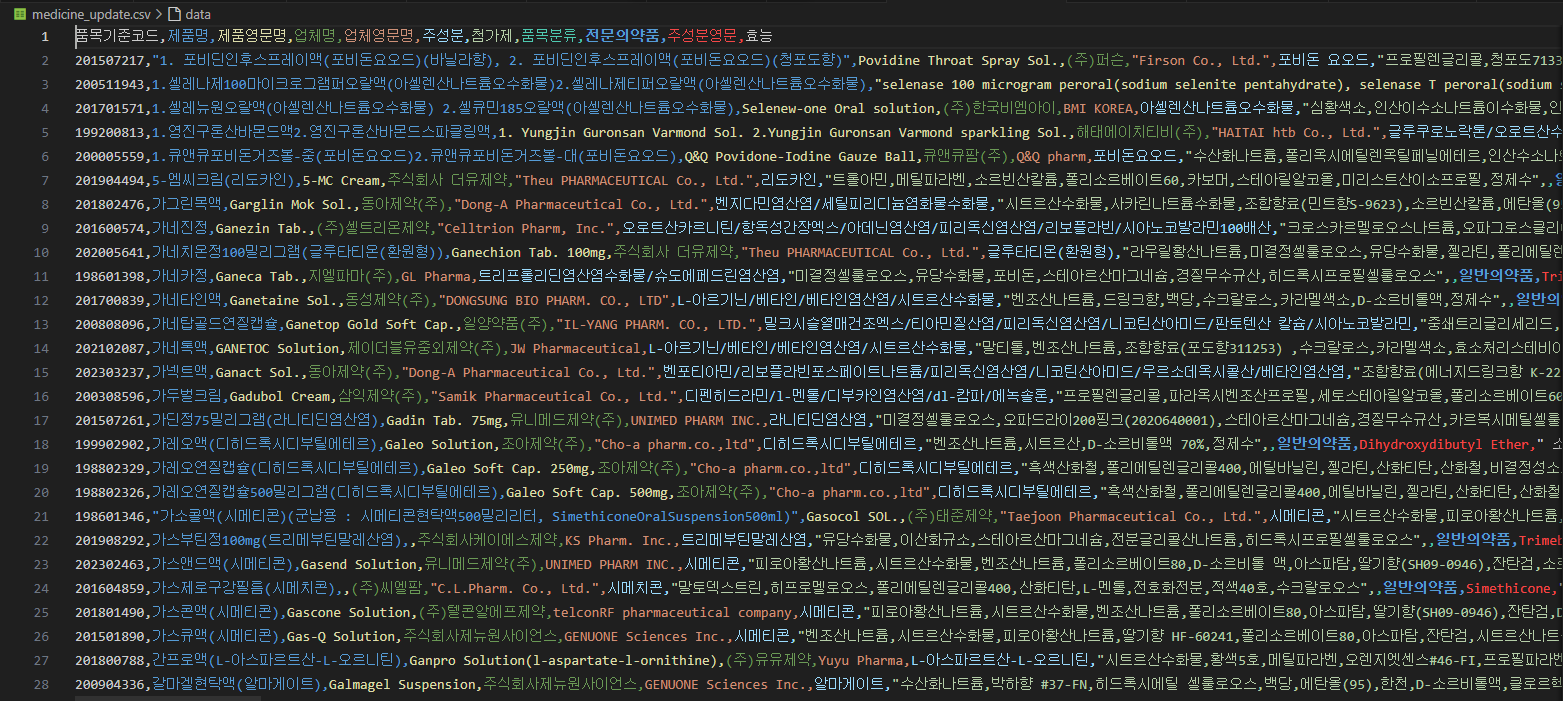 medicine_update.csv > data
1 품목기준코드,제품명,제품영문명,업체명,업체영문명,주성분,첨가제,품목분류,전문의약품,주성분영문,효능
2 201507217,"1. 포비딘인후스프레이액(포비돈요오드)(바닐라향), 2. 포비딘인후스프레이액(포비돈요오드)(청포도향)",Povidine Throat Spray Sol.,(주)퍼슨,"Firson Co., Ltd.",포비돈 요오드,"프로필렌글리콜,청포도7133
3 200511943,1.셀레나제100마이크로그램퍼오랄액(아셀렌산나트륨오수화물)2.셀레나제티퍼오랄액(아셀렌산나트륨오수화물),"selenase 100 microgram peroral(sodium selenite pentahydrate), selenase T peroral(sodium
4 201701571,1.셀레뉴원오랄액(아셀렌산나트륨오수화물) 2.셀큐민185오랄액(아셀렌산나트륨오수화물),Selenew-one Oral solution,(주)한국비엠아이,BMI KOREA,아셀렌산나트륨오수화물,"심황색소,인산이수소나트륨이수화물,인
5 199200813,1.영진구론산바몬드액2.영진구론산바몬드스파클링액,1. Yungjin Guronsan Varmond Sol. 2.Yungjin Guronsan Varmond sparkling Sol.,해태에이치티비(주),"HAITAI htb Co., Ltd.",글루쿠로노락톤/오로트산수
6 200005559,1.큐앤큐포비돈거즈볼-중(포비돈요오드)2.큐앤큐포비돈거즈볼-대(포비돈요오드),Q&Q Povidone-Iodine Gauze Ball,큐앤큐팜(주),Q&Q pharm,포비돈요오드,"수산화나트륨,폴리옥시에틸렌옥틸페닐에테르,인산수소나
7 201904494,5-엠씨크림(리도카인),5-MC Cream,주식회사 더유제약,"Theu PHARMACEUTICAL Co., Ltd.",리도카인,"트롤아민,메틸파라벤,소르빈산칼륨,폴리소르베이트60,카보머,스테아릴알코올,미리스트산이소프로필,정제수",,일
8 201802476,가그린목액,Garglin Mok Sol.,동아제약(주),"Dong-A Pharmaceutical Co., Ltd.",벤지다민염산염/세틸피리디늄염화물수화물,"시트르산수화물,사카린나트륨수화물,조합향료(민트향S-9623),소르빈산칼륨,에탄올(9
9 201600574,가네진정,Ganezin Tab.,(주)셀트리온제약,"Celltrion Pharm, Inc.",오로트산카르니틴/항독성간장엑스/아데닌염산염/피리독신염산염/리보플라빈/시아노코발라민100배산,"크로스카르멜로오스나트륨,오파그로스글리
10 202005641,가네치온정100밀리그램(글루타티온(환원형)),Ganechion Tab. 100mg,주식회사 더유제약,"Theu PHARMACEUTICAL Co., Ltd.",글루타티온(환원형),"라우릴황산나트륨,미결정셀룰로오스,유당수화물,젤라틴,폴리에틸렌
11 198601398,가네카정,Ganeca Tab.,지엘파마(주),GL Pharma,트리프롤리딘염산염수화물/슈도에페드린염산염,"미결정셀룰로오스,유당수화물,포비돈,스테아르산마그네슘,경질무수규산,히드록시프로필셀룰로오스",,일반의약품,Tri
12 201700839,가네타인액,Ganetaine Sol.,동성제약(주),"DONGSUNG BIO PHARM. CO., LTD",L-아르기닌/베타인/베타인염산염/시트르산수화물,"벤조산나트륨,드링크향,백당,수크랄로스,카라멜색소,D-소르비톨액,정제수",,일반의
13 200808096,가네탑골드연질캡슐,Ganetop Gold Soft Cap.,일양약품(주),"IL-YANG PHARM. CO., LTD.",밀크시슬열매건조엑스/티아민질산염/피리독신염산염/니코틴산아미드/판토텐산 칼슘/시아노코발라민,"중쇄트리글리세리드,
14 202102087,가네톡액,GANETOC Solution,제이더블유중외제약(주),JW Pharmaceutical,L-아르기닌/베타인/베타인염산염/시트르산수화물,"말티톨,벤조산나트륨,조합향료(포도향311253) ,수크랄로스,카라멜색소,효소처리스테비아
15 202303237,가넥트액,Ganact Sol.,동아제약(주),"Dong-A Pharmaceutical Co., Ltd.",벤포티아민/리보플라빈포스페이트나트륨/피리독신염산염/니코틴산아미드/우르소데옥시콜산/베타인염산염,"조합향료(에너지드링크향 K-22
16 200308596,가두벌크림,Gadubol Cream,삼익제약(주),"Samik Pharmaceutical Co., Ltd.",디펜히드라민/l-멘톨/디부카인염산염/dl-캄파/에녹솔론,"프로필렌글리콜,파라옥시벤조산프로필,세토스테아릴알코올,폴리소르베이트60
17 201507261,가딘정75밀리그램(라니티딘염산염),Gadin Tab. 75mg,유니메드제약(주),UNIMED PHARM INC.,라니티딘염산염,"미결정셀룰로오스,오파드라이200핑크(202O640001),스테아르산마그네슘,경질무수규산,카르복시메틸셀룰
18 199902902,가레오액(디히드록시디부틸에테르),Galeo Solution,조아제약(주),"Cho-a pharm.co.,ltd",디히드록시디부틸에테르,"벤조산나트륨,시트르산,D-소르비톨액 70%,정제수",,일반의약품,Dihydroxydibutyl Ether,"
19 198802329,가레오연질캡슐(디히드록시디부틸에테르),Galeo Soft Cap. 250mg,조아제약(주),"Cho-a pharm.co.,ltd",디히드록시디부틸에테르,"흑색산화철,폴리에틸렌글리콜400,에틸바닐린,젤라틴,산화티탄,산화철,비결정성소
20 198802326,가레오연질캡슐500밀리그램(디히드록시디부틸에테르),Galeo Soft Cap. 500mg,조아제약(주),"Cho-a pharm.co.,ltd",디히드록시디부틸에테르,"흑색산화철,폴리에틸렌글리콜400,에틸바닐린,젤라틴,산화티탄,산화철
21 198601346,"가소콜액(시메티콘)(군납용 : 시메티콘현탁액500밀리리터, SimethiconeOralSuspension500ml)",Gasocol SOL.,(주)태준제약,"Taejoon Pharmaceutical Co., Ltd.",시메티콘,"시트르산수화물,피로아황산나트륨,
22 201908292,가스부틴정100mg(트리메부틴말레산염),,주식회사케이에스제약,KS Pharm. Inc.,트리메부틴말레산염,"유당수화물,이산화규소,스테아르산마그네슘,전분글리콜산나트륨,히드록시프로필셀룰로오스",,일반의약품,Trimeb
23 202302463,가스앤드액(시메티콘),Gasend Solution,유니메드제약(주),UNIMED PHARM INC.,시메티콘,"피로아황산나트륨,시트르산수화물,벤조산나트륨,폴리소르베이트80,D-소르비톨 액,아스파탐,딸기향(SH09-0946),잔탄검,소
24 201604859,가스제로구강필름(시메치콘),,(주)씨엘팜,"C.L.Pharm. Co., Ltd.",시메치콘,"말토덱스트린,히프로멜로오스,폴리에틸렌글리콜400,산화티탄,L-멘톨,전호화전분,적색40호,수크랄로오스",,일반의약품,Simethicone,"
25 201801490,가스콘액(시메티콘),Gascone Solution,(주)텔콘알에프제약,telconRF pharmaceutical company,시메티콘,"피로아황산나트륨,시트르산수화물,벤조산나트륨,폴리소르베이트80,아스파탐,딸기향(SH09-0946),잔탄검,D
26 201501890,가스큐액(시메티콘),Gas-Q Solution,주식회사제뉴원사이언스,GENUONE Sciences Inc.,시메티콘,"벤조산나트륨,시트르산수화물,피로아황산나트륨,딸기향 HF-60241,폴리소르베이트80,아스파탐,잔탄검,시트르산나트
27 201800788,간프로액(L-아스파르트산-L-오르니틴),Ganpro Solution(l-aspartate-l-ornithine),(주)유유제약,Yuyu Pharma,L-아스파르트산-L-오르니틴,"시트르산수화물,황색5호,메틸파라벤,오렌지엣센스#46-FI,프로필파라벤
28 200904336,갈마겔현탁액(알마게이트),Galmagel Suspension,주식회사제뉴원사이언스,GENUONE Sciences Inc.,알마게이트,"수산화나트륨,박하향 #37-FN,히드록시에틸 셀룰로오스,백당,에탄올(95),한천,D-소르비톨액,클로르헥